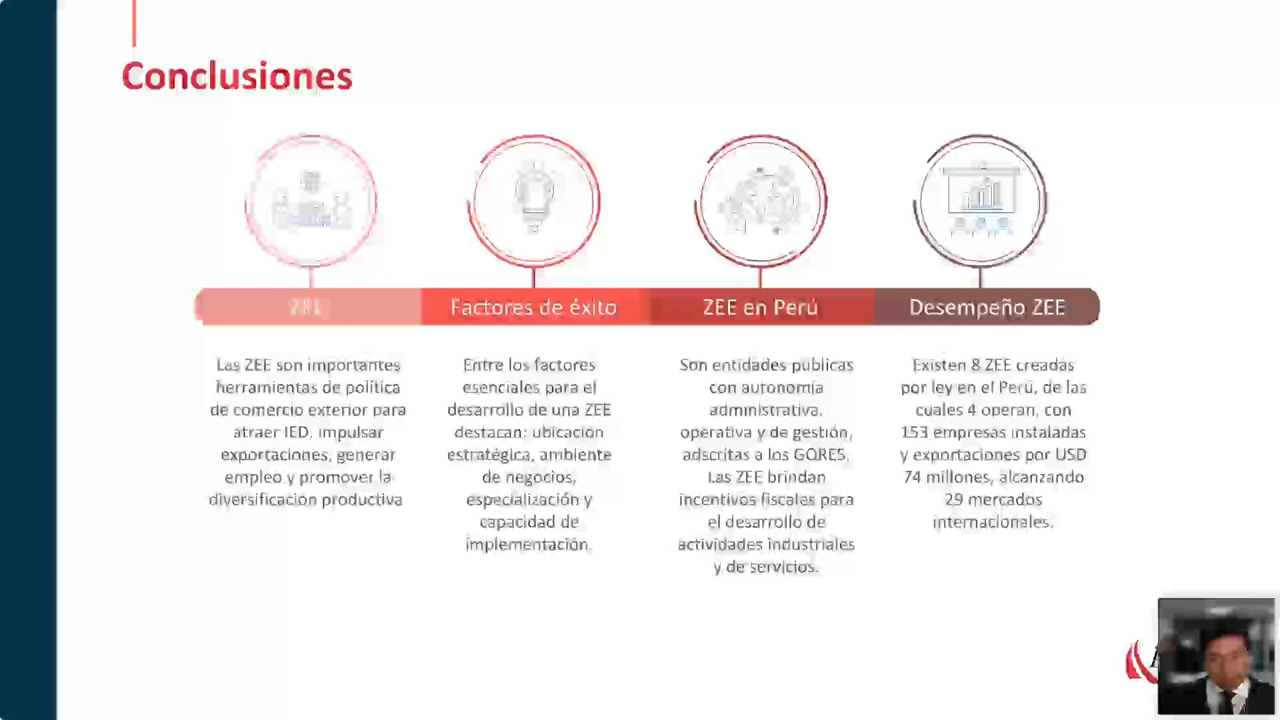 Conclusiones
Factores de éxito
ZEE en Perú
Desempeño ZEE
Las ZEE son importantes
herramientas de política
de comercio exterior para
atraer IED, impulsar
exportaciones, generar
empleo y promover la
diversificación productiva
Entre los factores
esenciales para el
desarrollo de una ZEE
destacan: ubicación
estratégica, ambiente
de negocios,
especialización y
capacidad de
implementación.
Son entidades públicas
con autonomía
administrativa,
operativa y de gestión,
adscritas a los GORES.
Las ZEE brindan
incentivos fiscales para
el desarrollo de
actividades industriales
y de servicios.
Existen 8 ZEE creadas
por ley en el Perú, de las
cuales 4 operan, con
153 empresas instaladas
y exportaciones por USD
74 millones, alcanzando
29 mercados
internacionales.